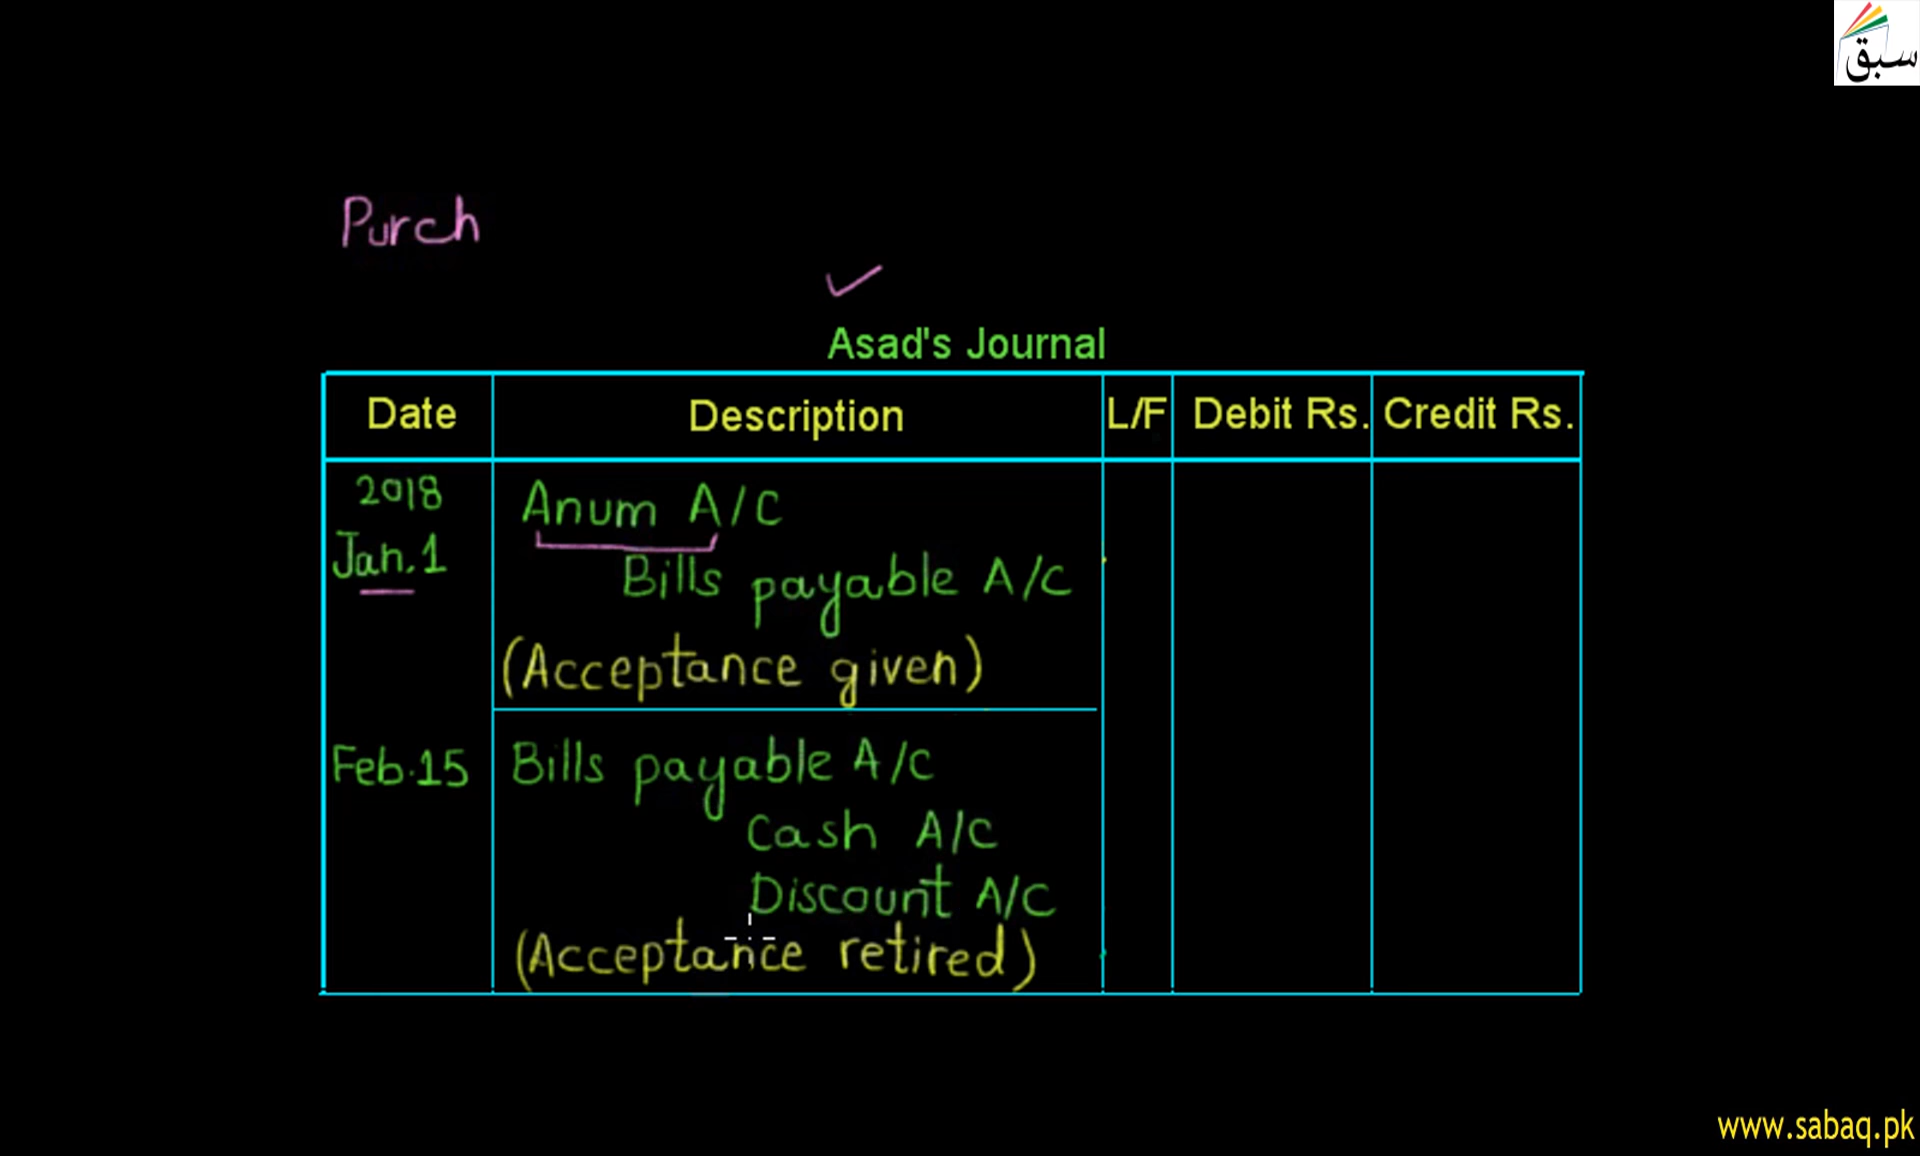 سبق
Purch
Asad's Journal
Date Description L/F Debit Rs. Credit Rs.
2018 Anum A/C
Jan.1 Bills payable A/C
(Acceptance given)
Feb.15 Bills payable A/C
Cash A/C
Discount A/C
(Acceptance retired)
www.sabaq.pk